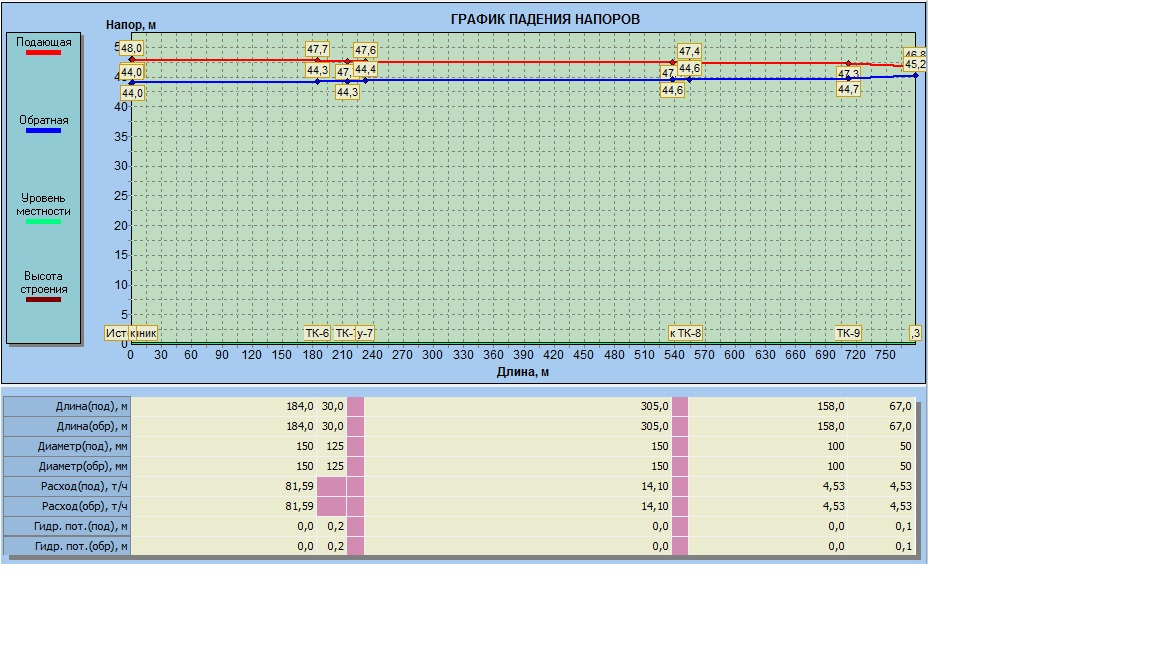 ГРАФИК ПАДЕНИЯ НАПОРОВ
Напор, м
Подающая
Обратная
Уровень
местности
Высота
строения
48,0 47,7 47,6 47,4 46,8
44,0 44,3 44,4 44,6 47,3 45,2
44,0 44,3 44,6 44,7
40
35
30
25
20
15
10
5
0
ТК-6 у-7 ТК-8 ТК-9 ,3
0 30 60 90 120 150 180 210 240 270 300 330 360 390 420 450 480 510 540 570 600 630 660 690 720 750
Длина, м
Длина(под), м 184,0 30,0 305,0 158,0 67,0
Длина(обр), м 184,0 30,0 305,0 158,0 67,0
Диаметр(под), мм 150 125 150 100 50
Диаметр(обр), мм 150 125 150 100 50
Расход(под), т/ч 81,59 14,10 4,53 4,53
Расход(обр), т/ч 81,59 14,10 4,53 4,53
Гидр. пот.(под), м 0,0 0,2 0,0 0,0 0,1
Гидр. пот.(обр), м 0,0 0,2 0,0 0,0 0,1